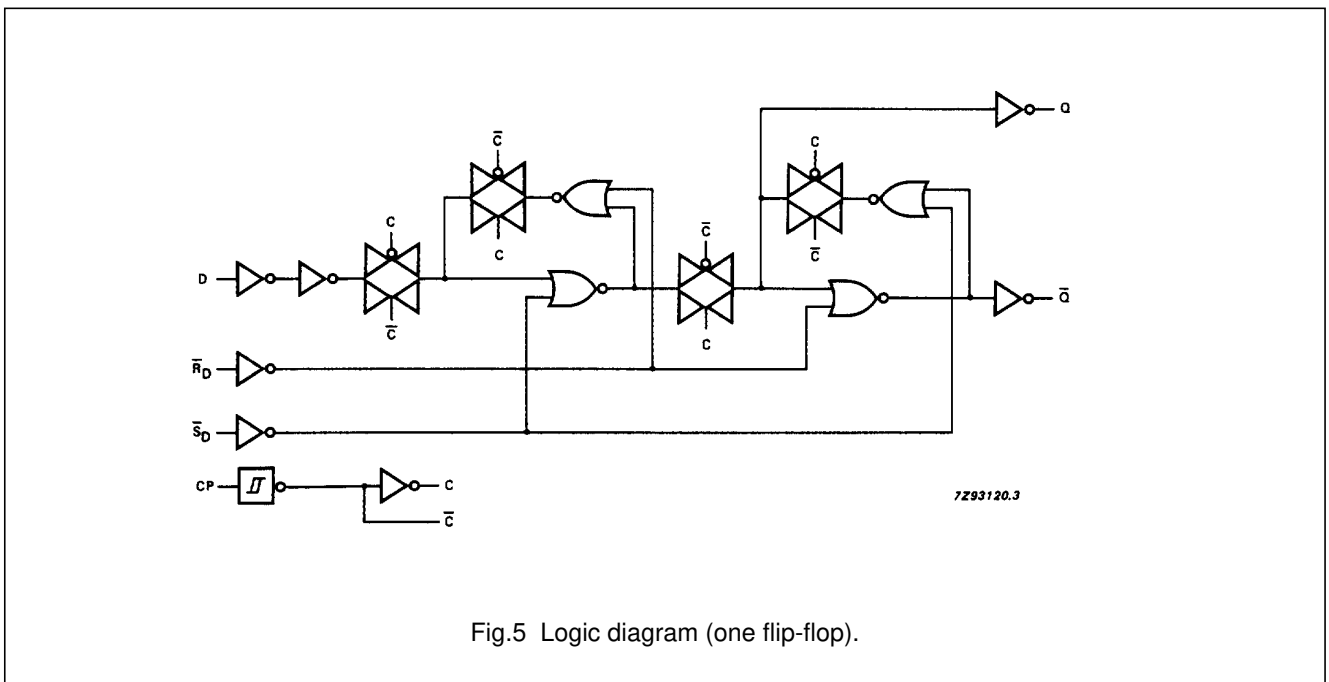 Q
C̄
C
C
C̄
C
C̄
D
Q̄
C̄
C
R̄D
S̄D
CP
C
C̄
7Z93120.3
Fig.5 Logic diagram (one flip-flop).